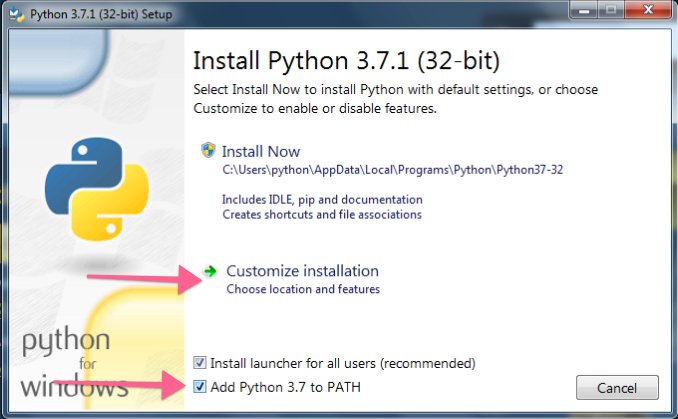 Python 3.7.1 (32-bit) Setup
Install Python 3.7.1 (32-bit)
Select Install Now to install Python with default settings, or choose
Customize to enable or disable features.
Install Now
C:\Users\python\AppData\Local\Programs\Python\Python37-32
Includes IDLE, pip and documentation
Creates shortcuts and file associations
Customize installation
Choose location and features
python
for
windows
Install launcher for all users (recommended)
Add Python 3.7 to PATH
Cancel